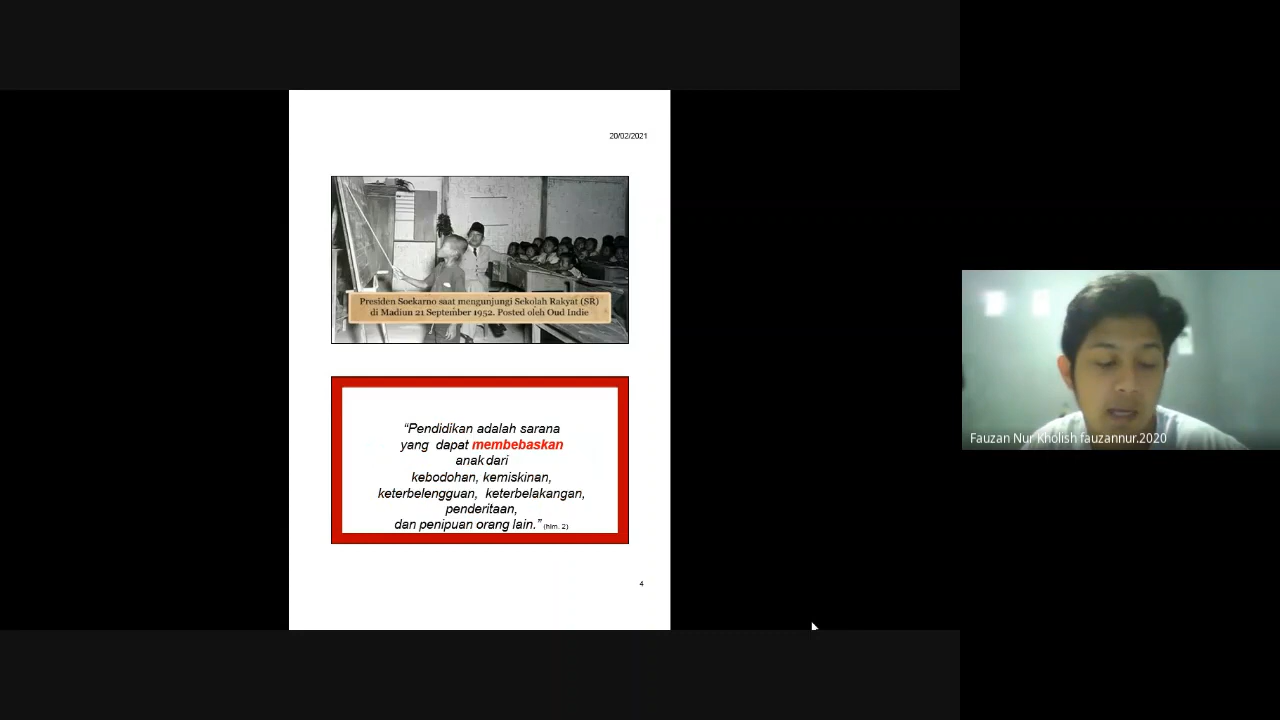 20/02/2021
Presiden Soekarno saat mengunjungi Sekolah Rakyat (SR)
di Madiun 21 September 1952. Posted oleh Oud Indie
“Pendidikan adalah sarana
yang dapat membebaskan
anak dari
kebodohan, kemiskinan,
keterbelengguan, keterbelakangan,
penderitaan,
dan penipuan orang lain.” (hlm. 2)
4
Fauzan Nur Kholish fauzannur.2020